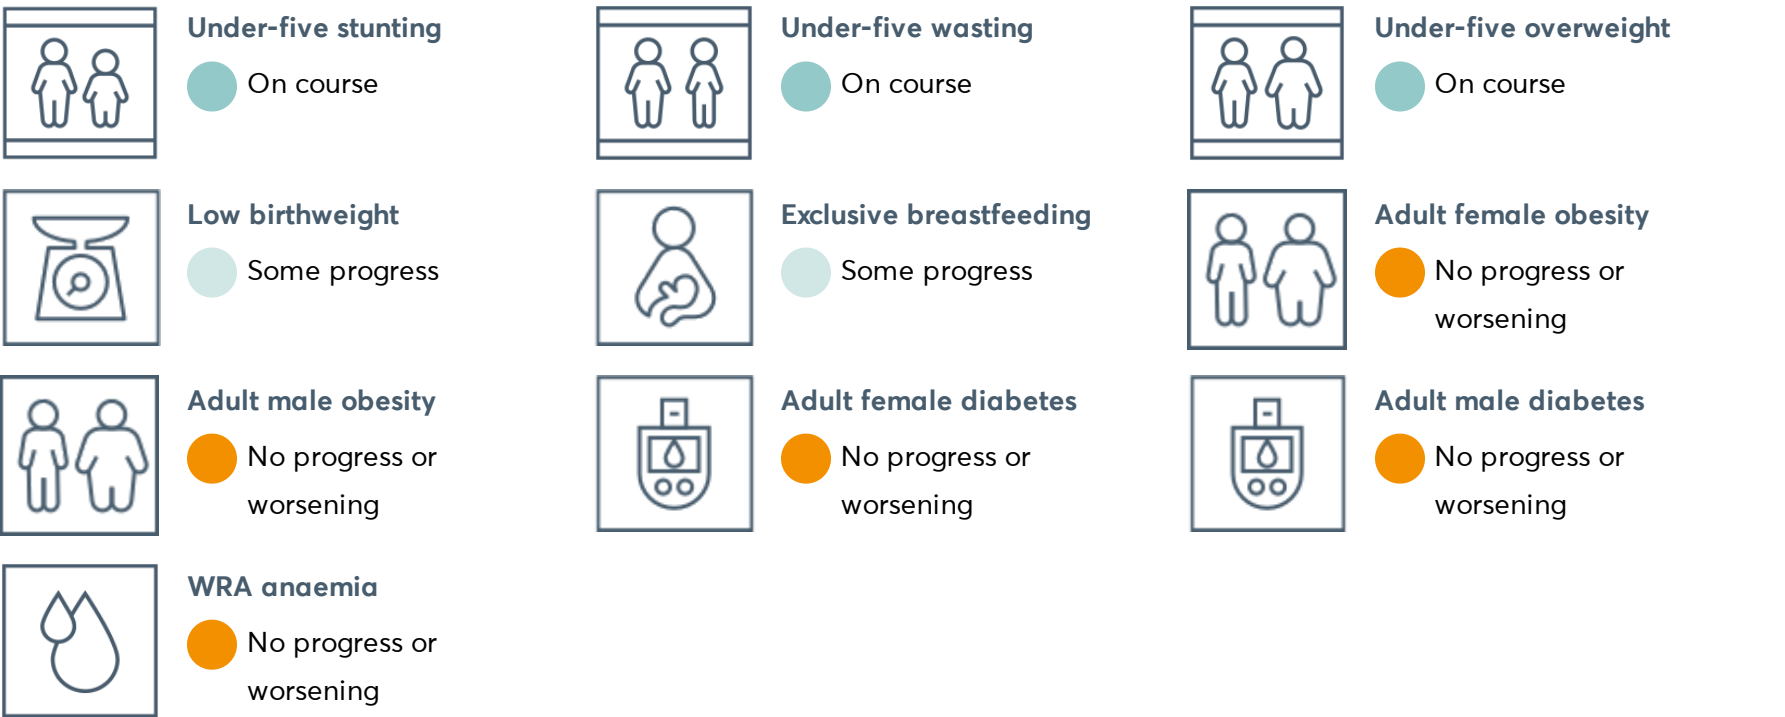 Under-five stunting
On course
Under-five wasting
On course
Under-five overweight
On course
Low birthweight
Some progress
Exclusive breastfeeding
Some progress
Adult female obesity
No progress or
worsening
Adult male obesity
No progress or
worsening
Adult female diabetes
No progress or
worsening
Adult male diabetes
No progress or
worsening
WRA anaemia
No progress or
worsening